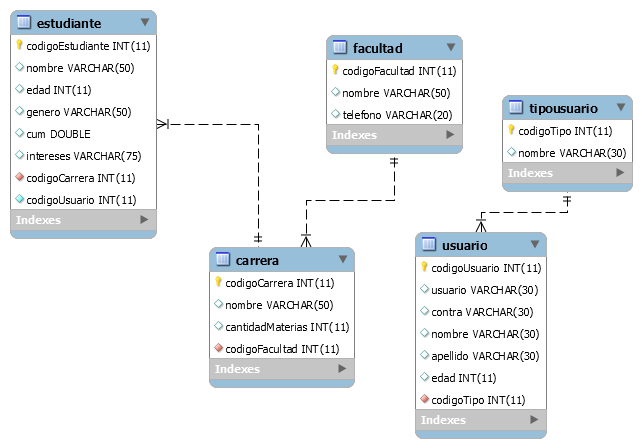 estudiante
codigoEstudiante INT(11)
nombre VARCHAR(50)
edad INT(11)
genero VARCHAR(50)
cum DOUBLE
intereses VARCHAR(75)
codigoCarrera INT(11)
codigoUsuario INT(11)
Indexes
facultad
codigoFacultad INT(11)
nombre VARCHAR(50)
telefono VARCHAR(20)
Indexes
tipousuario
codigoTipo INT(11)
nombre VARCHAR(30)
Indexes
carrera
codigoCarrera INT(11)
nombre VARCHAR(50)
cantidadMaterias INT(11)
codigoFacultad INT(11)
Indexes
usuario
codigoUsuario INT(11)
usuario VARCHAR(30)
contra VARCHAR(30)
nombre VARCHAR(30)
apellido VARCHAR(30)
edad INT(11)
codigoTipo INT(11)
Indexes